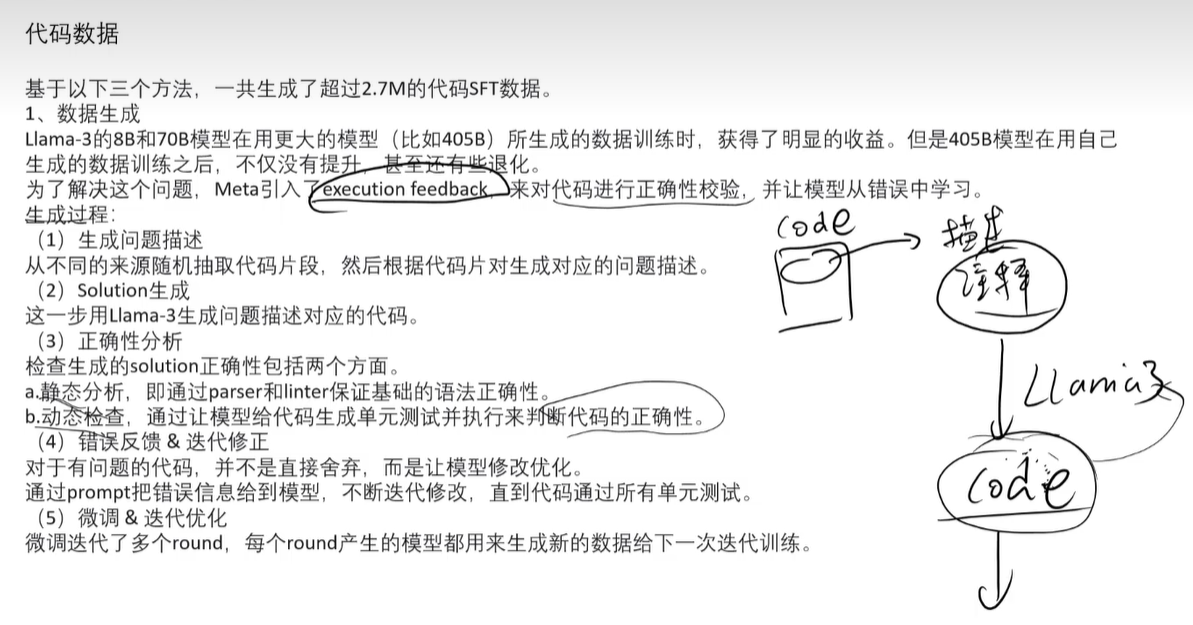 代码数据
基于以下三个方法，一共生成了超过2.7M的代码SFT数据。
1、数据生成
Llama-3的8B和70B模型在用更大的模型（比如405B）所生成的数据训练时，获得了明显的收益。但是405B模型在用自己
生成的数据训练之后，不仅没有提升，甚至还有些退化。
为了解决这个问题，Meta引入了execution feedback，来对代码进行正确性校验，并让模型从错误中学习。
生成过程：
（1）生成问题描述
从不同的来源随机抽取代码片段，然后根据代码片对生成对应的问题描述。
（2）Solution生成
这一步用Llama-3生成问题描述对应的代码。
（3）正确性分析
检查生成的solution正确性包括两个方面。
a.静态分析，即通过parser和linter保证基础的语法正确性。
b.动态检查，通过让模型给代码生成单元测试并执行来判断代码的正确性。
（4）错误反馈 & 迭代修正
对于有问题的代码，并不是直接舍弃，而是让模型修改优化。
通过prompt把错误信息给到模型，不断迭代修改，直到代码通过所有单元测试。
（5）微调 & 迭代优化
微调迭代了多个round，每个round产生的模型都用来生成新的数据给下一次迭代训练。
code
描述
注释
Llama3
code